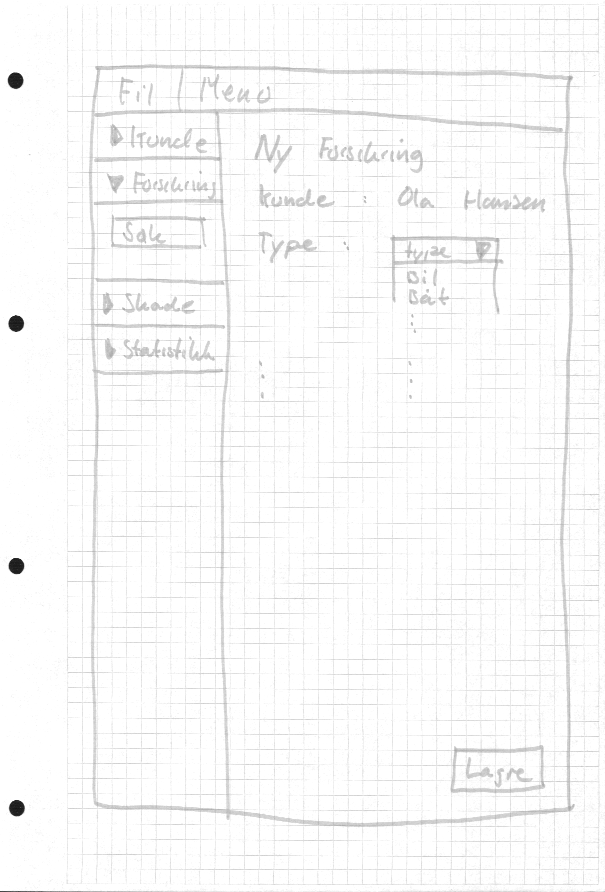 Fil | Meny
Kunde
Forsikring
Søk
Skade
Statistikk
Ny Forsikring
Kunde : Ola Hansen
Type :
type
Bil
Båt
Lagre